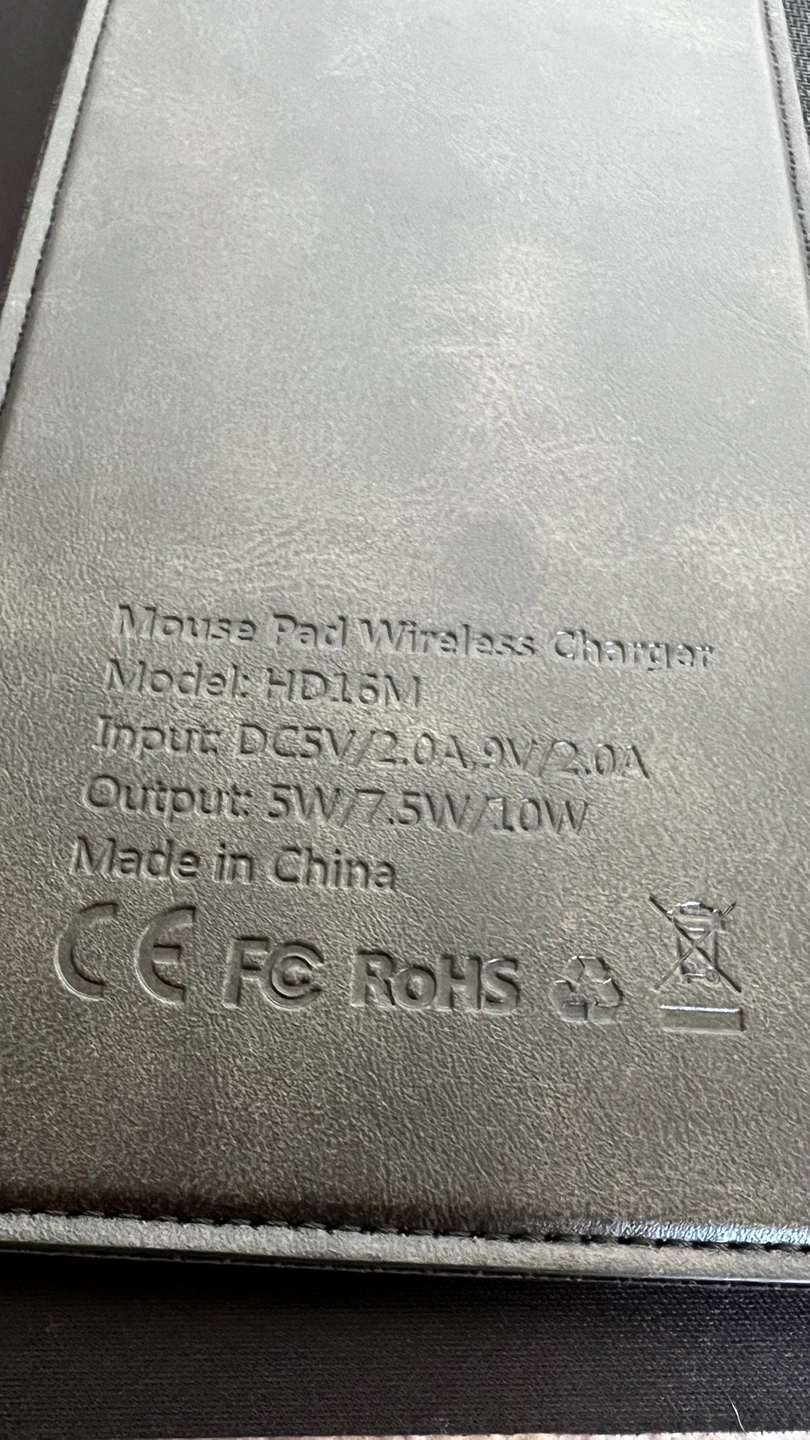 Mouse Pad Wireless Charger
Model: HD16M
Input: DC5V/2.0A,9V/2.0A
Output: 5W/7.5W/10W
Made in China
CE FC RoHS